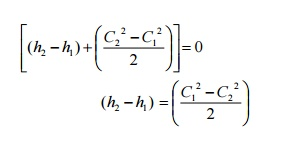 [(h₂ – h₁) + ((C₂² – C₁²)/2)] = 0
(h₂ – h₁) = ((C₁² – C₂²)/2)